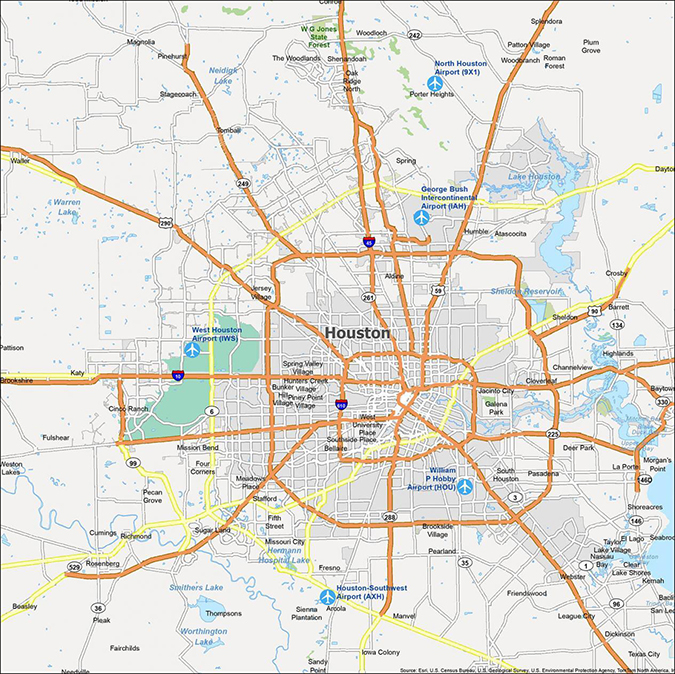 Conroe
Splendora
W G Jones
State
Forest
Magnolia
Woodloch
242
Patton Village
Plum
Grove
Pinehurst
The Woodlands
Shenandoah
Woodbranch
Roman
Forest
Neidigk
Lake
Oak
Ridge
North
North Houston
Airport (9X1)
Stagecoach
Porter Heights
Tomball
Waller
Spring
Dayton
249
Lake Houston
Warren
Lake
George Bush
Intercontinental
Airport (IAH)
290
Humble
Atascocita
45
Aldine
Crosby
Jersey
Village
261
59
Sheldon Reservoir
Barrett
90
Sheldon
134
West Houston
Airport (IWS)
Houston
Pattison
Highlands
Spring Valley
Village
Channelview
Katy
Brookshire
10
Hunters Creek
Village
Cloverleaf
Baytown
Bunker
Hill
Village
Piney Point
Village
Jacinto City
330
Cinco Ranch
610
Galena
Park
6
West
University
Place
Fulshear
Southside Place
225
Mission Bend
Bellaire
Deer Park
Weston
Lakes
99
Four
Corners
William
P Hobby
Airport (HOU)
South
Houston
Pasadena
La Porte
Morgan's
Point
Meadows
Place
146C
Pecan
Grove
Stafford
3
Shoreacres
Fifth
Street
288
Cumings
Richmond
Sugar Land
Brookside
Village
146
Missouri City
Taylor
Lake Village
El Lago
Seabrook
Hermann
Hospital Lake
Pearland
Nassau
Bay
Rosenberg
529
Fresno
35
1
Clear
Lake Shores
Webster
Kemah
Smithers Lake
Houston-Southwest
Airport (AXH)
Friendswood
Beasley
36
Thompsons
Sienna
Plantation
Arcola
96
Pleak
Manvel
League City
Worthington
Lake
Dickinson
Fairchilds
Iowa Colony
Texas City
Sandy
Point
Needville
Source: Esri, U.S. Census Bureau, U.S. Geological Survey, U.S. Environmental Protection Agency, TomTom North America,